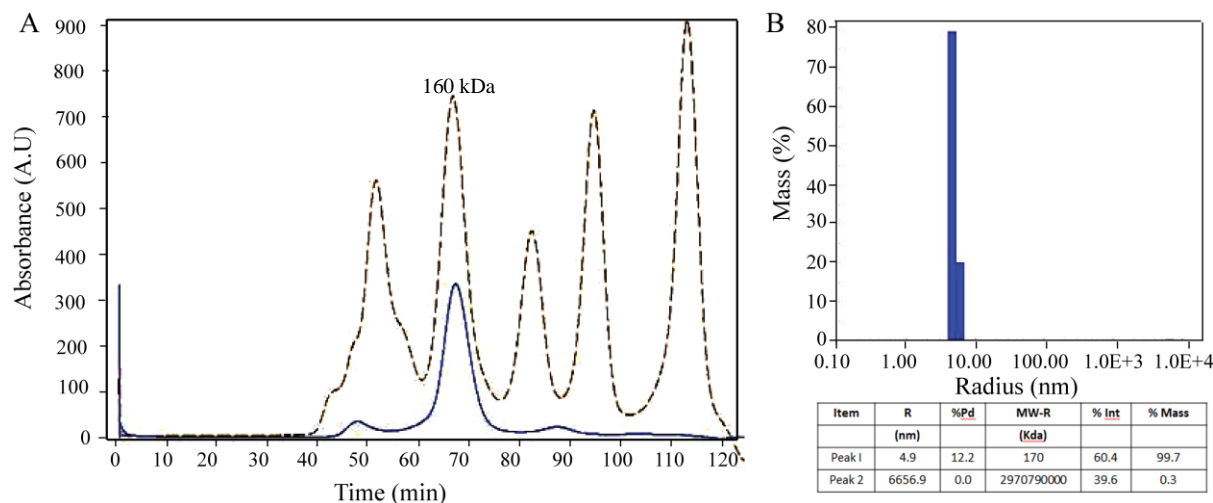 A
160 kDa
Absorbance (A.U)
900
800
700
600
500
400
300
200
100
0
0 10 20 30 40 50 60 70 80 90 100 110 120
Time (min)
B
Mass (%)
80
70
60
50
40
30
20
10
0
0.10 1.00 10.00 100.00 1.0E+3 1.0E+4
Radius (nm)
Item R %Pd MW-R % Int % Mass
(nm) (Kda)
Peak I 4.9 12.2 170 60.4 99.7
Peak 2 6656.9 0.0 2970790000 39.6 0.3